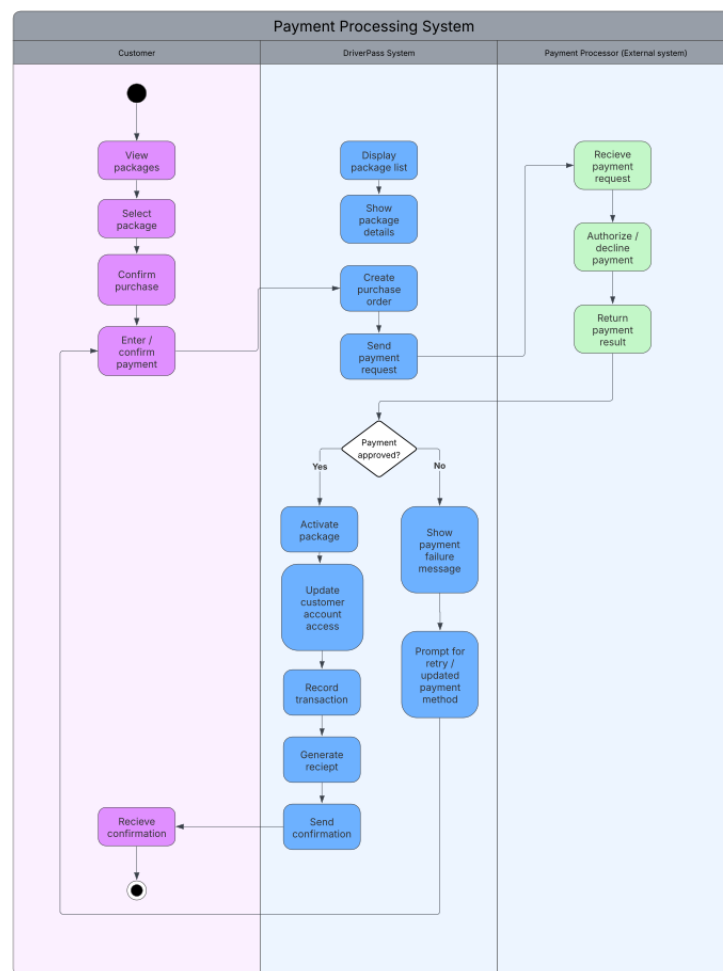 Payment Processing System
Customer
DriverPass System
Payment Processor (External system)
View
packages
Select
package
Confirm
purchase
Enter /
confirm
payment
Display
package list
Show
package
details
Create
purchase
order
Send
payment
request
Recieve
payment
request
Authorize /
decline
payment
Return
payment
result
Payment
approved?
Yes
No
Activate
package
Update
customer
account
access
Record
transaction
Generate
reciept
Send
confirmation
Show
payment
failure
message
Prompt for
retry /
updated
payment
method
Recieve
confirmation